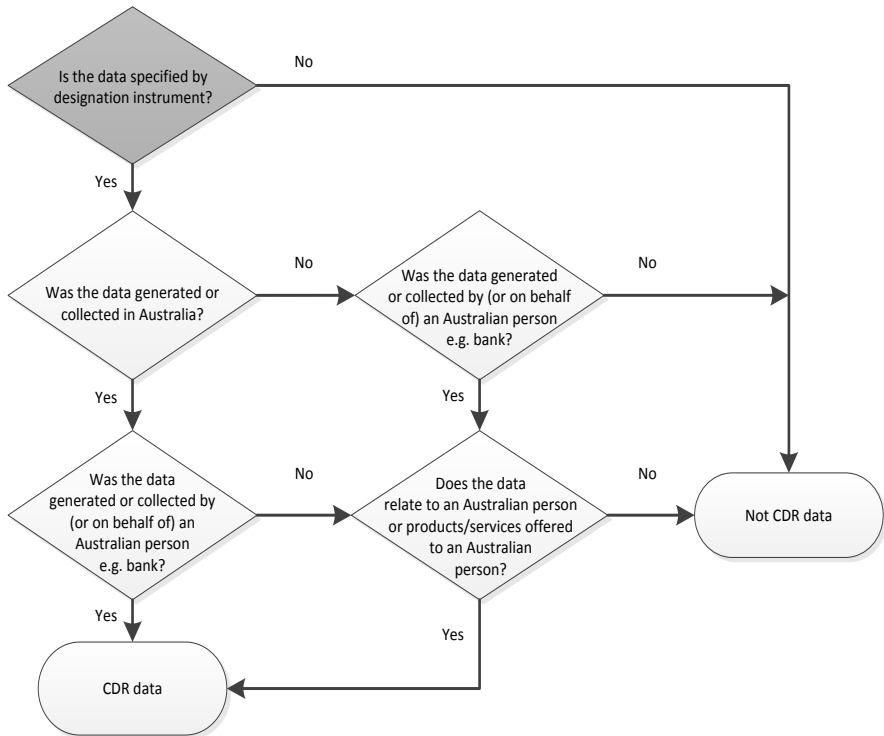 No
Is the data specified by
designation instrument?
Yes
No
No
Was the data generated or
collected in Australia?
Was the data generated
or collected by (or on behalf
of) an Australian person
e.g. bank?
Yes
Yes
Was the data
generated or collected by
(or on behalf of) an
Australian person
e.g. bank?
No
Does the data
relate to an Australian person
or products/services offered
to an Australian
person?
No
Not CDR data
Yes
Yes
CDR data